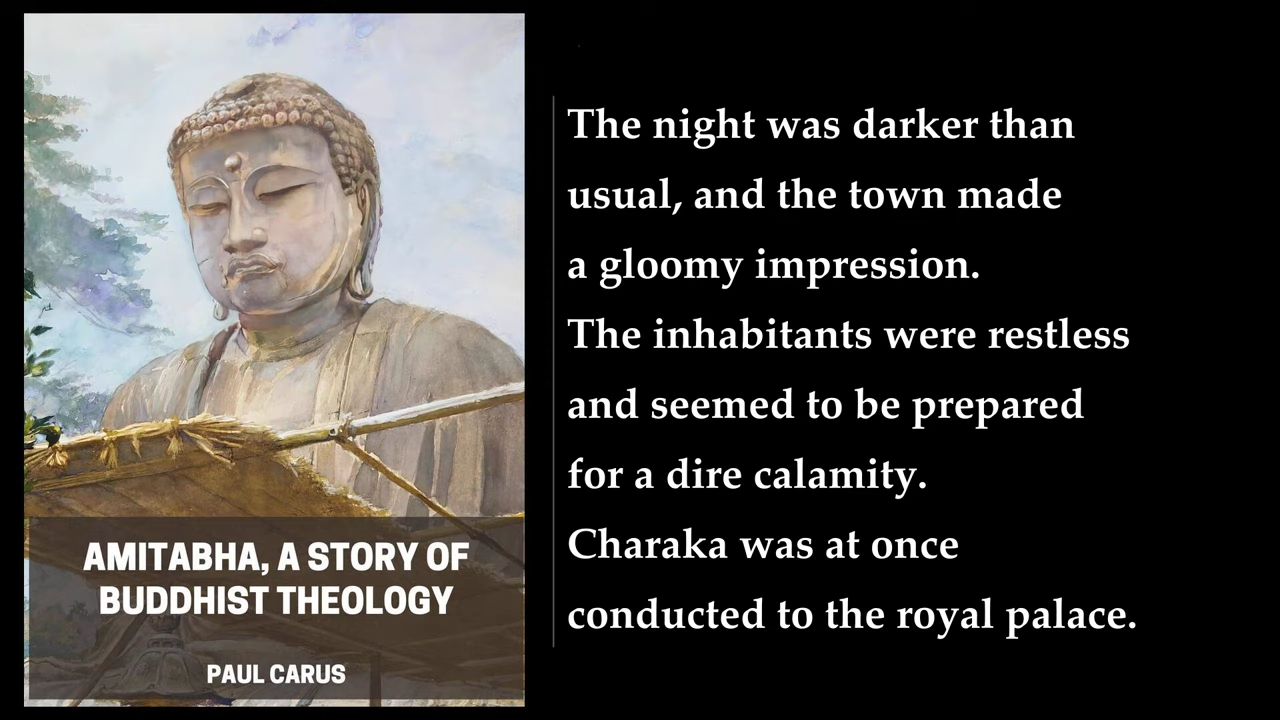 AMITABHA, A STORY OF
BUDDHIST THEOLOGY
PAUL CARUS
The night was darker than
usual, and the town made
a gloomy impression.
The inhabitants were restless
and seemed to be prepared
for a dire calamity.
Charaka was at once
conducted to the royal palace.